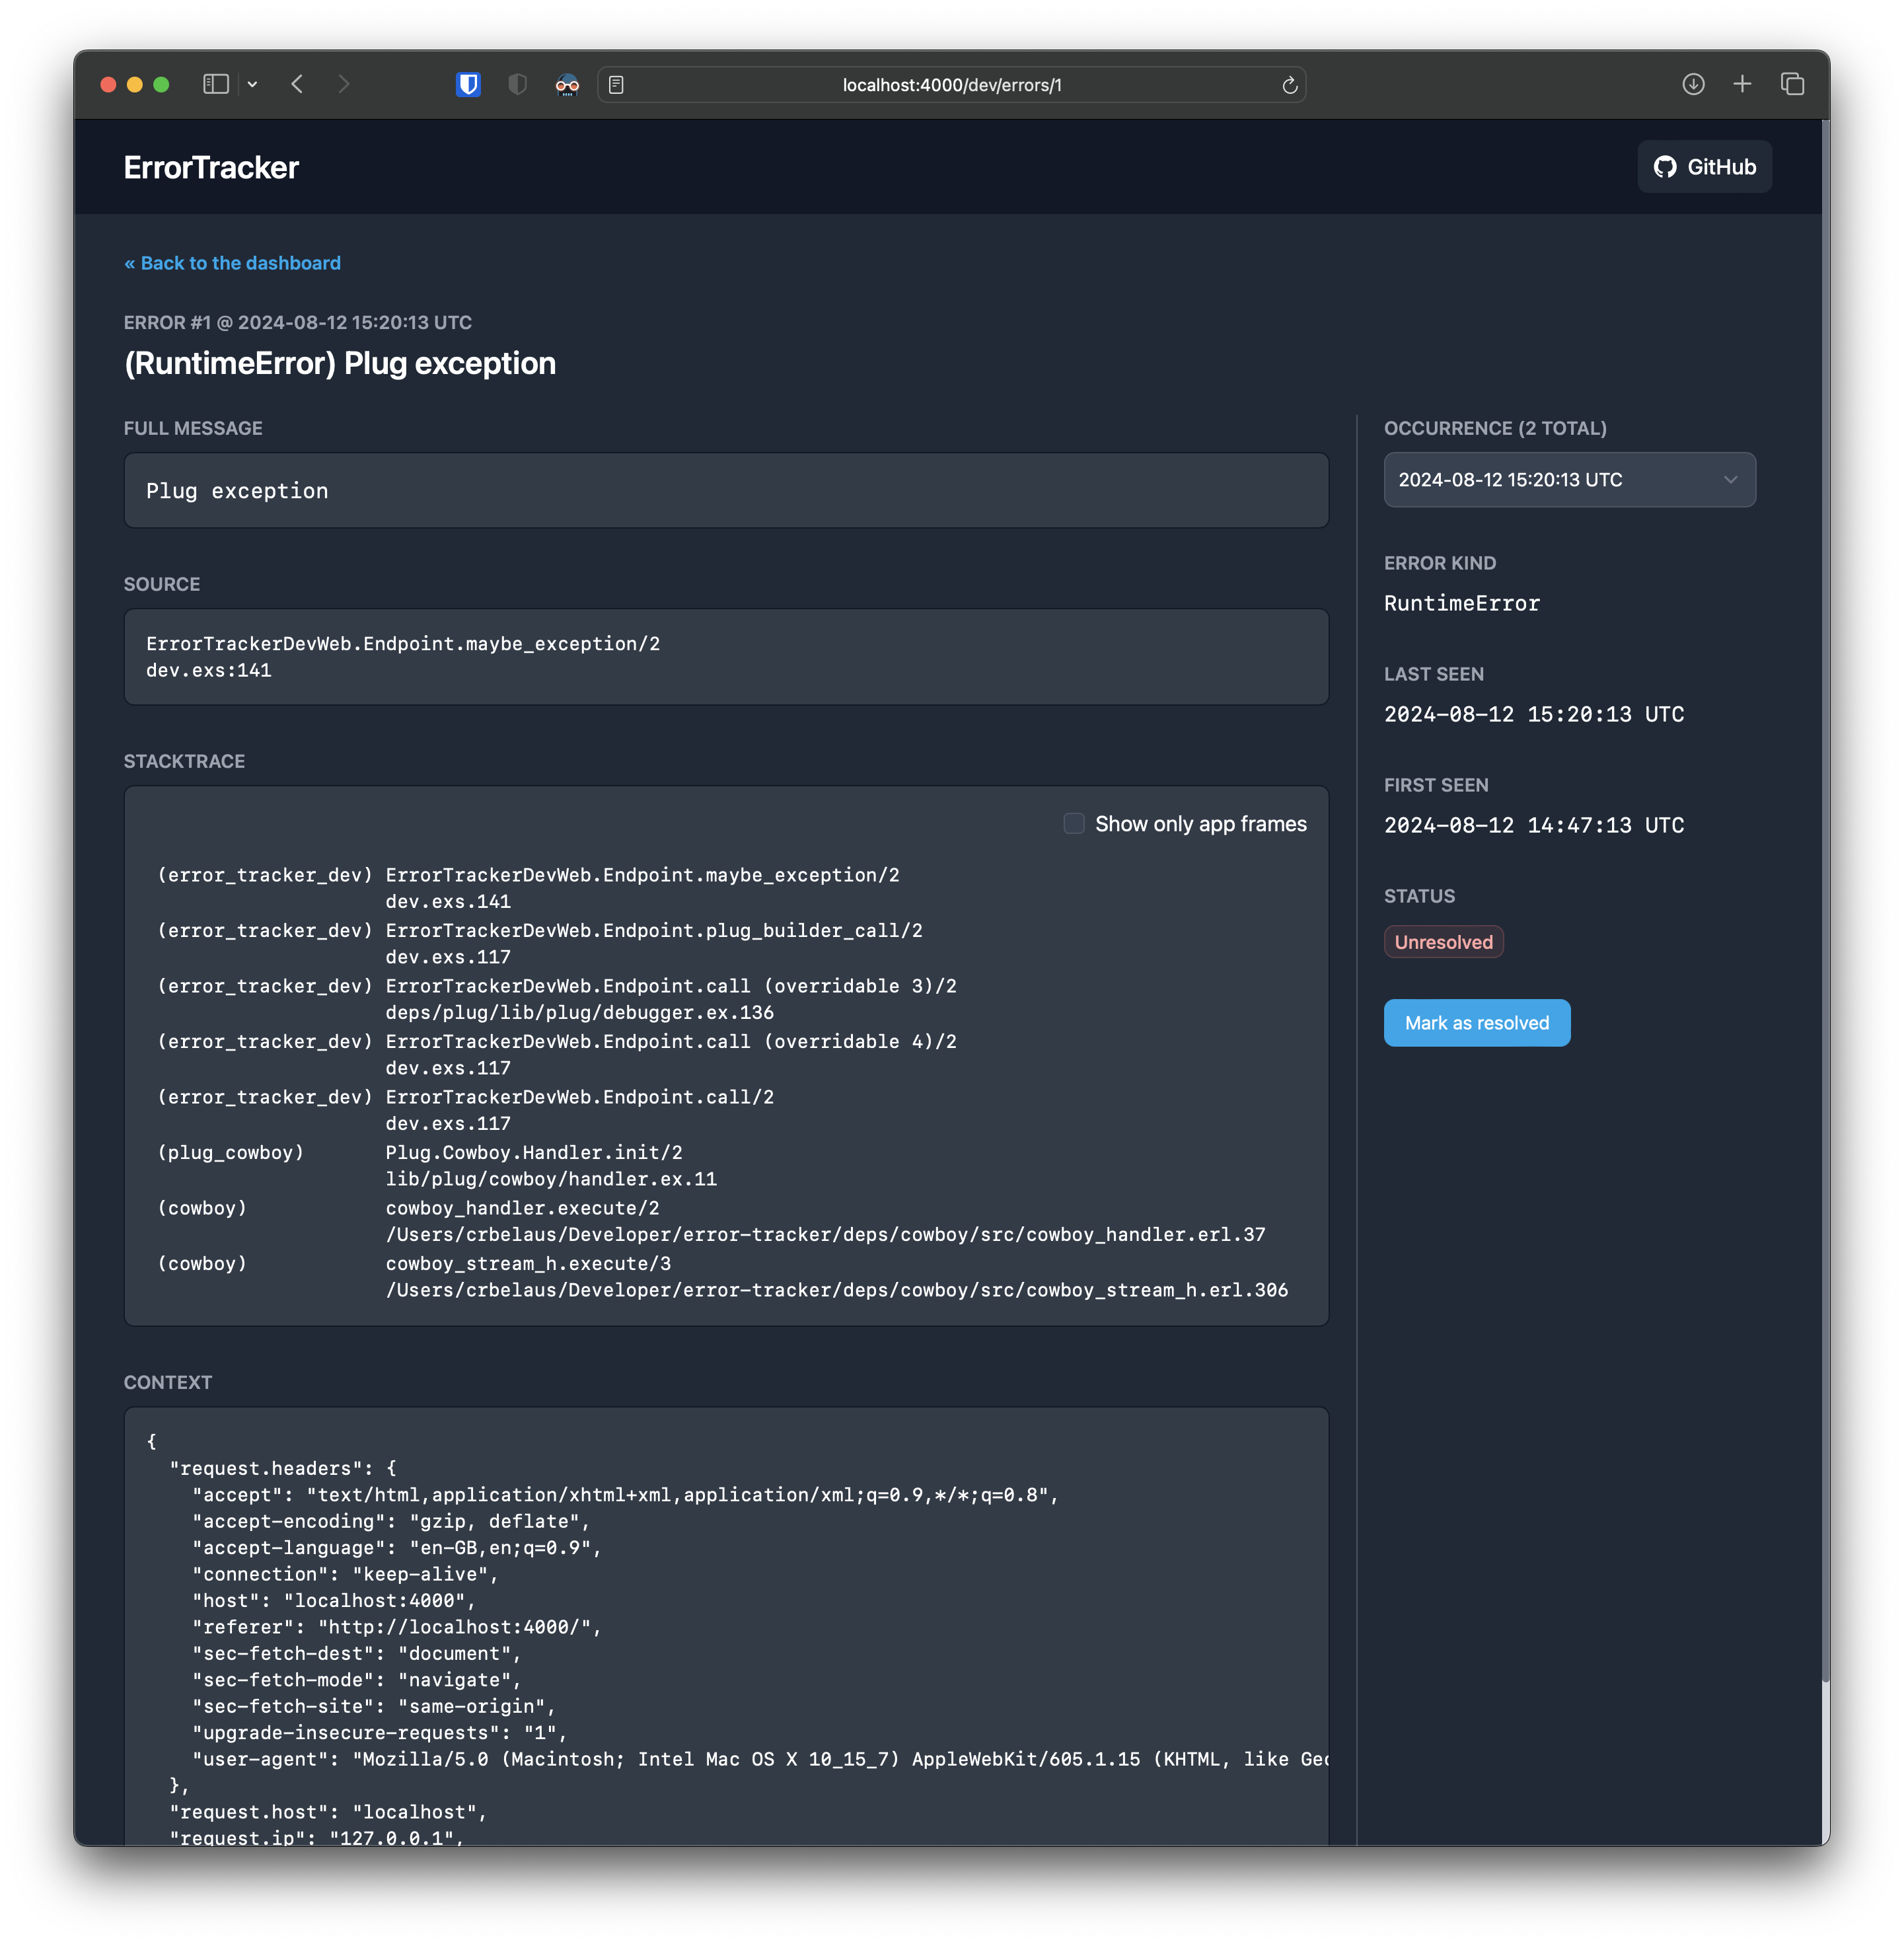 localhost:4000/dev/errors/1
ErrorTracker
GitHub
« Back to the dashboard
ERROR #1 @ 2024-08-12 15:20:13 UTC
(RuntimeError) Plug exception
FULL MESSAGE
Plug exception
SOURCE
ErrorTrackerDevWeb.Endpoint.maybe_exception/2
dev.exs:141
STACKTRACE
Show only app frames
(error_tracker_dev) ErrorTrackerDevWeb.Endpoint.maybe_exception/2
dev.exs.141
(error_tracker_dev) ErrorTrackerDevWeb.Endpoint.plug_builder_call/2
dev.exs.117
(error_tracker_dev) ErrorTrackerDevWeb.Endpoint.call (overridable 3)/2
deps/plug/lib/plug/debugger.ex.136
(error_tracker_dev) ErrorTrackerDevWeb.Endpoint.call (overridable 4)/2
dev.exs.117
(error_tracker_dev) ErrorTrackerDevWeb.Endpoint.call/2
dev.exs.117
(plug_cowboy) Plug.Cowboy.Handler.init/2
lib/plug/cowboy/handler.ex.11
(cowboy) cowboy_handler.execute/2
/Users/crbelaus/Developer/error-tracker/deps/cowboy/src/cowboy_handler.erl.37
(cowboy) cowboy_stream_h.execute/3
/Users/crbelaus/Developer/error-tracker/deps/cowboy/src/cowboy_stream_h.erl.306
CONTEXT
{
"request.headers": {
"accept": "text/html,application/xhtml+xml,application/xml;q=0.9,*/*;q=0.8",
"accept-encoding": "gzip, deflate",
"accept-language": "en-GB,en;q=0.9",
"connection": "keep-alive",
"host": "localhost:4000",
"referer": "http://localhost:4000/",
"sec-fetch-dest": "document",
"sec-fetch-mode": "navigate",
"sec-fetch-site": "same-origin",
"upgrade-insecure-requests": "1",
"user-agent": "Mozilla/5.0 (Macintosh; Intel Mac OS X 10_15_7) AppleWebKit/605.1.15 (KHTML, like Gec
},
"request.host": "localhost",
"request.ip": "127.0.0.1",
OCCURRENCE (2 TOTAL)
2024-08-12 15:20:13 UTC
ERROR KIND
RuntimeError
LAST SEEN
2024-08-12 15:20:13 UTC
FIRST SEEN
2024-08-12 14:47:13 UTC
STATUS
Unresolved
Mark as resolved